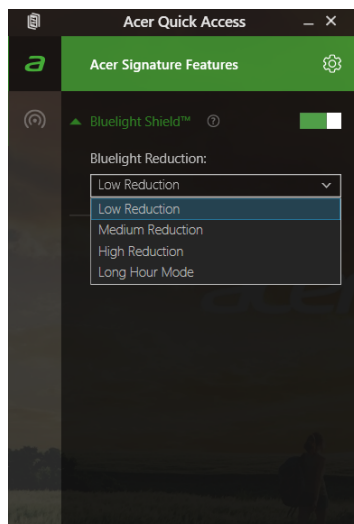 Acer Quick Access
a
Acer Signature Features
Bluelight Shield™ ?
Bluelight Reduction:
Low Reduction
Low Reduction
Medium Reduction
High Reduction
Long Hour Mode
acer